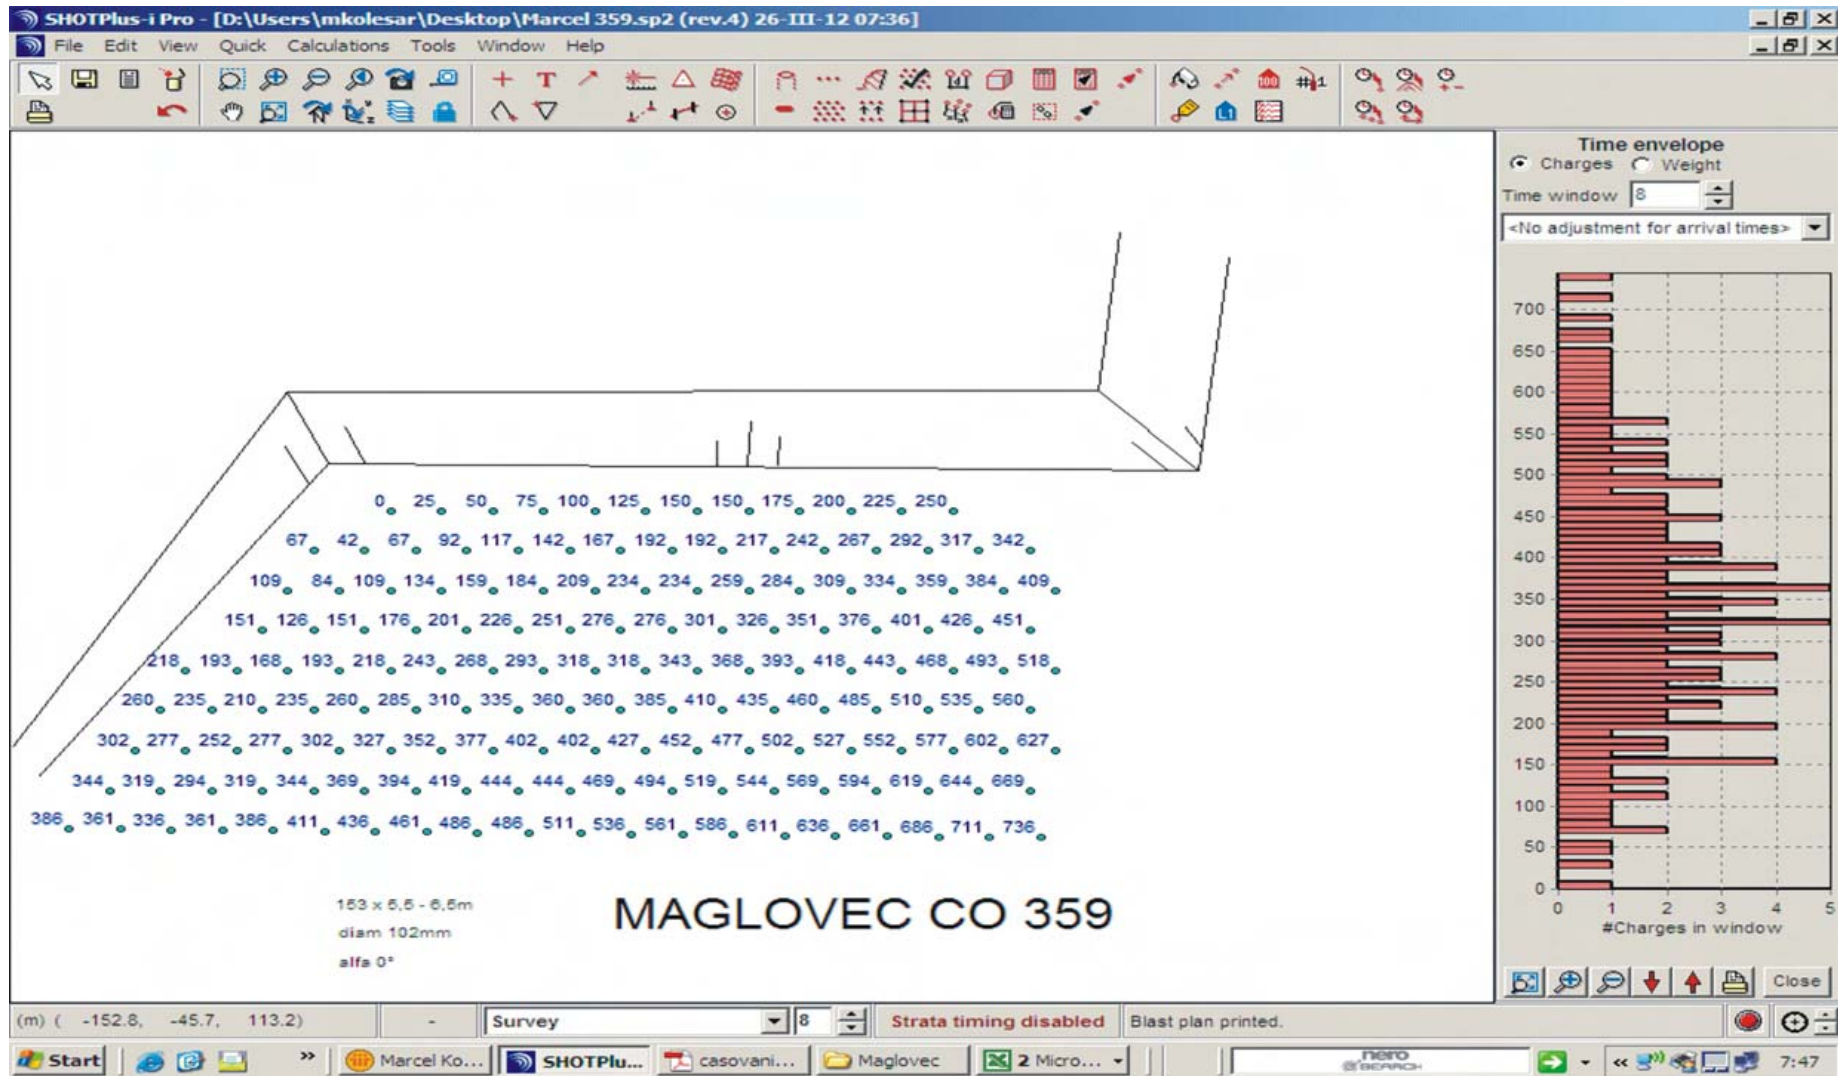 SHOTPlus-i Pro - [D:\Users\mkolesar\Desktop\Marcel 359.sp2 (rev.4) 26-III-12 07:36]
File Edit View Quick Calculations Tools Window Help
Time envelope
Charges Weight
Time window 8
<No adjustment for arrival times>
0 25 50 75 100 125 150 150 175 200 225 250
67 42 67 92 117 142 167 192 192 217 242 267 292 317 342
109 84 109 134 159 184 209 234 234 259 284 309 334 359 384 409
151 126 151 176 201 226 251 276 276 301 326 351 376 401 426 451
218 193 168 193 218 243 268 293 318 318 343 368 393 418 443 468 493 518
260 235 210 235 260 285 310 335 360 360 385 410 435 460 485 510 535 560
302 277 252 277 302 327 352 377 402 402 427 452 477 502 527 552 577 602 627
344 319 294 319 344 369 394 419 444 444 469 494 519 544 569 594 619 644 669
386 361 336 361 386 411 436 461 486 486 511 536 561 586 611 636 661 686 711 736
153 x 5,5 - 6,5m
diam 102mm
alfa 0°
MAGLOVEC CO 359
700
650
600
550
500
450
400
350
300
250
200
150
100
50
0
0 1 2 3 4 5
#Charges in window
Close
(m) ( -152.8, -45.7, 113.2) - Survey 8 Strata timing disabled Blast plan printed.
Start » Marcel Ko... SHOTPlu... casovani... Maglovec 2 Micro... nero SEARCH « 7:47